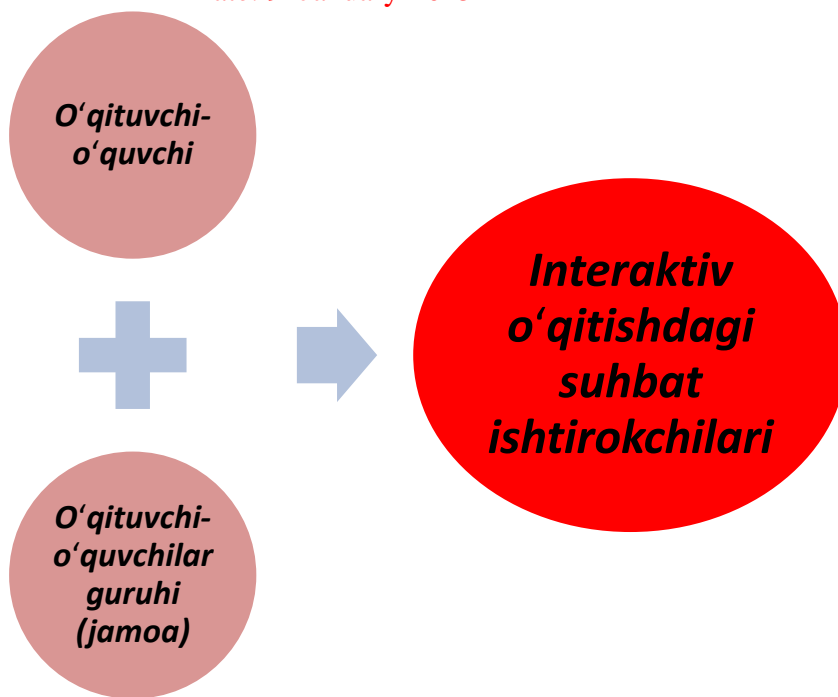 O‘qituvchi-
o‘quvchi
Interaktiv
o‘qitishdagi
suhbat
ishtirokchilari
O‘qituvchi-
o‘quvchilar
guruhi
(jamoa)